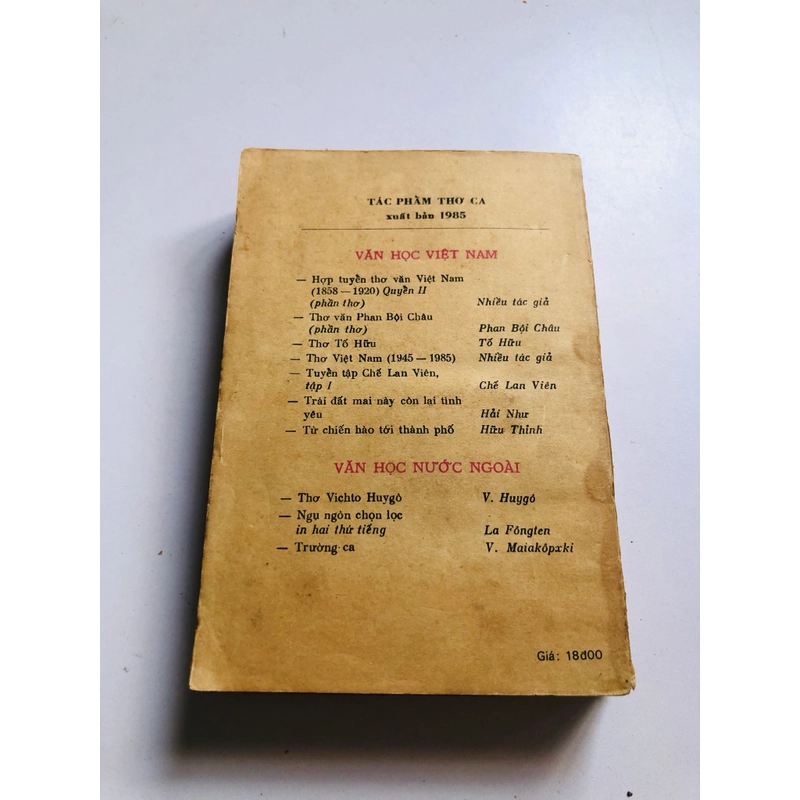 TÁC PHẨM THƠ CA
xuất bản 1985
VĂN HỌC VIỆT NAM
— Hợp tuyển thơ văn Việt Nam
(1858 — 1920) Quyển II
(phần thơ) Nhiều tác giả
— Thơ văn Phan Bội Châu
(phần thơ) Phan Bội Châu
— Thơ Tố Hữu Tố Hữu
— Thơ Việt Nam (1945 — 1985) Nhiều tác giả
— Tuyển tập Chế Lan Viên,
tập I Chế Lan Viên
— Trái đất mai này còn lại tình
yêu Hải Như
— Từ chiến hào tới thành phố Hữu Thỉnh
VĂN HỌC NƯỚC NGOÀI
— Thơ Vichto Huygô V. Huygô
— Ngụ ngôn chọn lọc
in hai thứ tiếng La Fôngten
— Trường ca V. Maiakôpxki
Giá: 18đ00